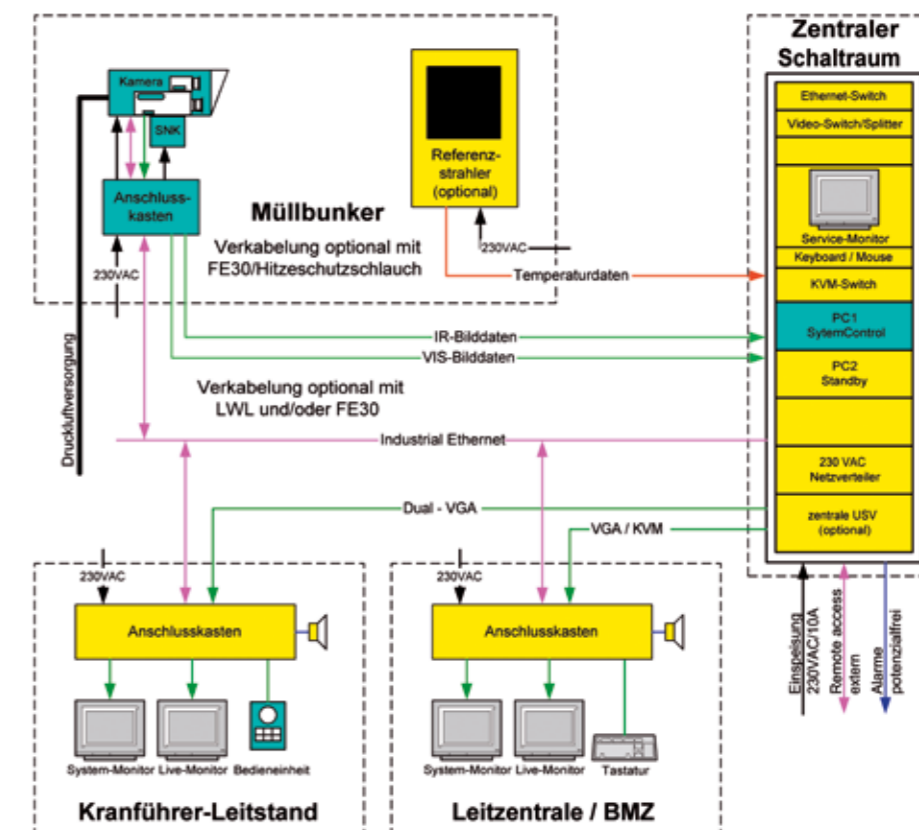 Zentraler
Schaltraum
Kamera
SNK
Anschluss-
kasten
230VAC
Druckluftversorgung
Müllbunker
Verkabelung optional mit
FE30/Hitzeschutzschlauch
Referenz-
strahler
(optional)
230VAC
Temperaturdaten
Ethernet-Switch
Video-Switch/Splitter
Service-Monitor
Keyboard / Mouse
KVM-Switch
PC1
SytemControl
PC2
Standby
230 VAC
Netzverteiler
zentrale USV
(optional)
IR-Bilddaten
VIS-Bilddaten
Verkabelung optional mit
LWL und/oder FE30
Industrial Ethernet
Dual - VGA
VGA / KVM
Einspeisung
230VAC/10A
Remote access
extern
Alarme
potenzialfrei
230VAC
Anschlusskasten
System-Monitor
Live-Monitor
Bedieneinheit
Kranführer-Leitstand
230VAC
Anschlusskasten
System-Monitor
Live-Monitor
Tastatur
Leitzentrale / BMZ